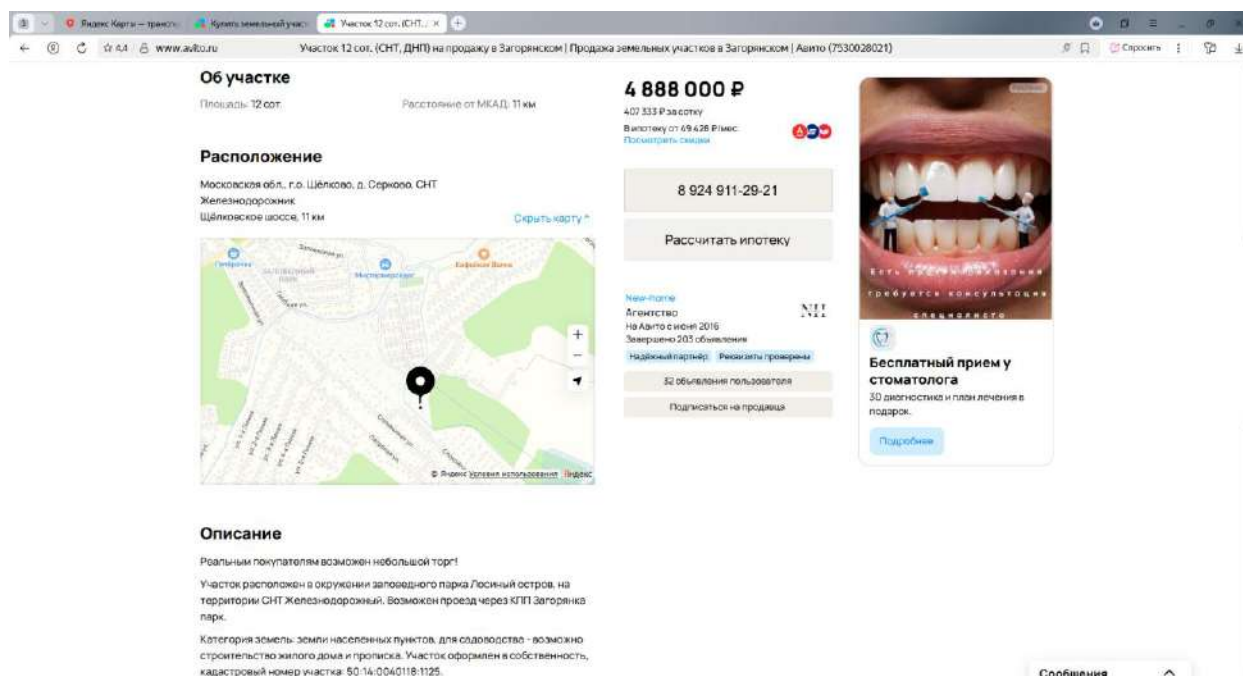 Яндекс Карты — трансп
Купить земельный участ
Участок 12 сот. (СНТ, Д
4,4
www.avito.ru
Участок 12 сот. (СНТ, ДНП) на продажу в Загорянском | Продажа земельных участков в Загорянском | Авито (7530028021)
Спросить
Об участке
Площадь: 12 сот.
Расстояние от МКАД: 11 км
Расположение
Московская обл., г.о. Щёлково, д. Серково, СНТ
Железнодорожник
Щёлковское шоссе, 11 км
Скрыть карту
Пятёрочка
Кофейная Волна
© Яндекс Условия использования Яндекс
4 888 000 ₽
407 333 ₽ за сотку
В ипотеку от 69 428 ₽/мес.
Посмотреть скидки
8 924 911-29-21
Рассчитать ипотеку
New-home
Агентство
На Авито с июня 2016
Завершено 203 объявления
Надёжный партнёр Реквизиты проверены
32 объявления пользователя
Подписаться на продавца
Есть противопоказания
требуется консультация
специалиста
Бесплатный прием у
стоматолога
3D диагностика и план лечения в
подарок.
Подробнее
Описание
Реальным покупателям возможен небольшой торг!
Участок расположен в окружении заповедного парка Лосиный остров, на
территории СНТ Железнодорожный. Возможен проезд через КПП Загорянка
парк.
Категория земель: земли населенных пунктов, для садоводства - возможно
строительство жилого дома и прописка. Участок оформлен в собственность,
кадастровый номер участка: 50:14:0040118:1125.
Сообщения